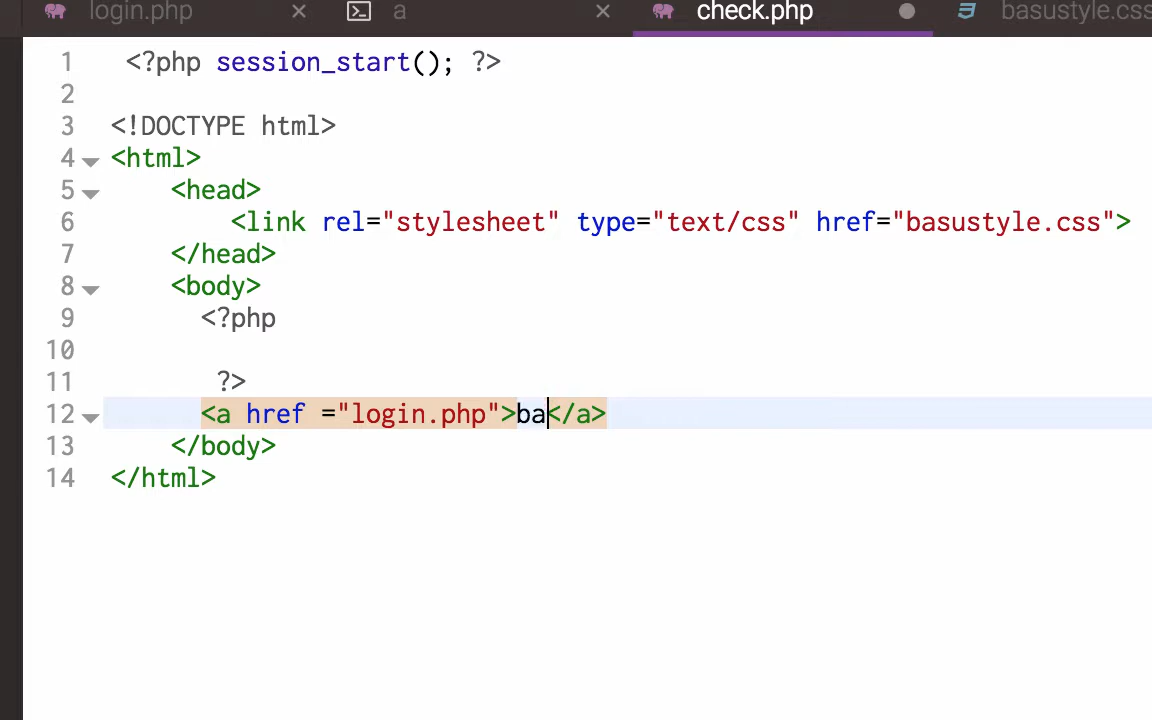 login.php × a × check.php basustyle.css
1 <?php session_start(); ?>
2
3 <!DOCTYPE html>
4 <html>
5 <head>
6 <link rel="stylesheet" type="text/css" href="basustyle.css">
7 </head>
8 <body>
9 <?php
10
11 ?>
12 <a href ="login.php">ba</a>
13 </body>
14 </html>